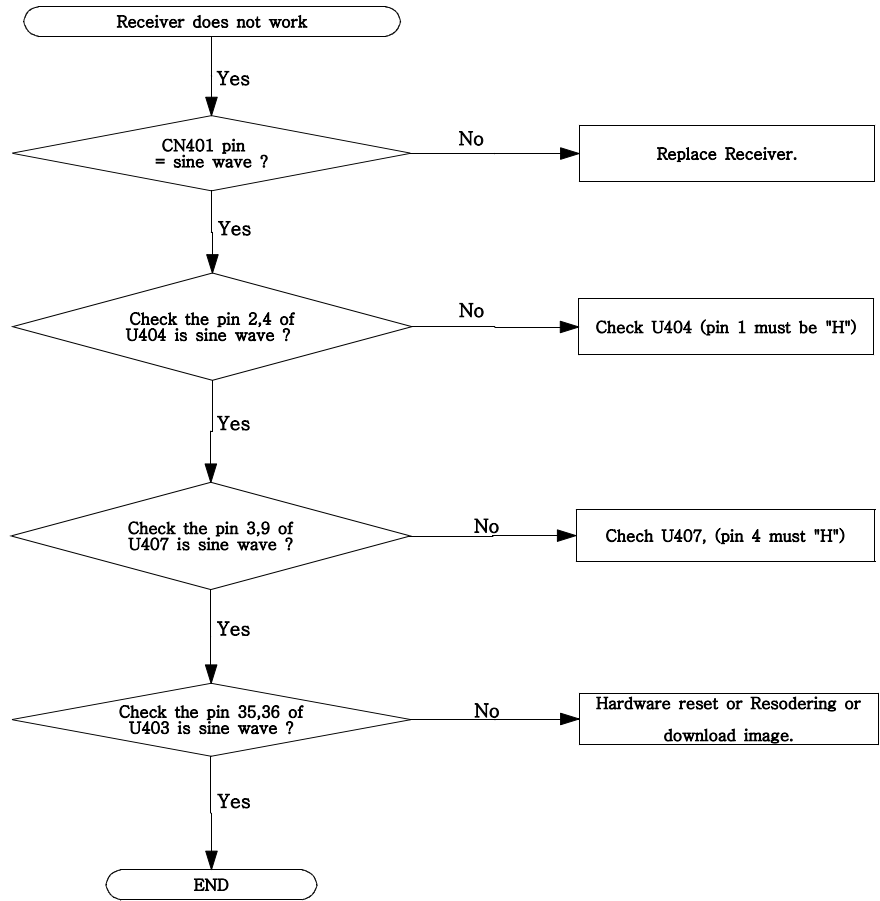 Receiver does not work
Yes
CN401 pin
= sine wave ?
No
Replace Receiver.
Yes
Check the pin 2,4 of
U404 is sine wave ?
No
Check U404 (pin 1 must be "H")
Yes
Check the pin 3,9 of
U407 is sine wave ?
No
Chech U407, (pin 4 must "H")
Yes
Check the pin 35,36 of
U403 is sine wave ?
No
Hardware reset or Resodering or
download image.
Yes
END